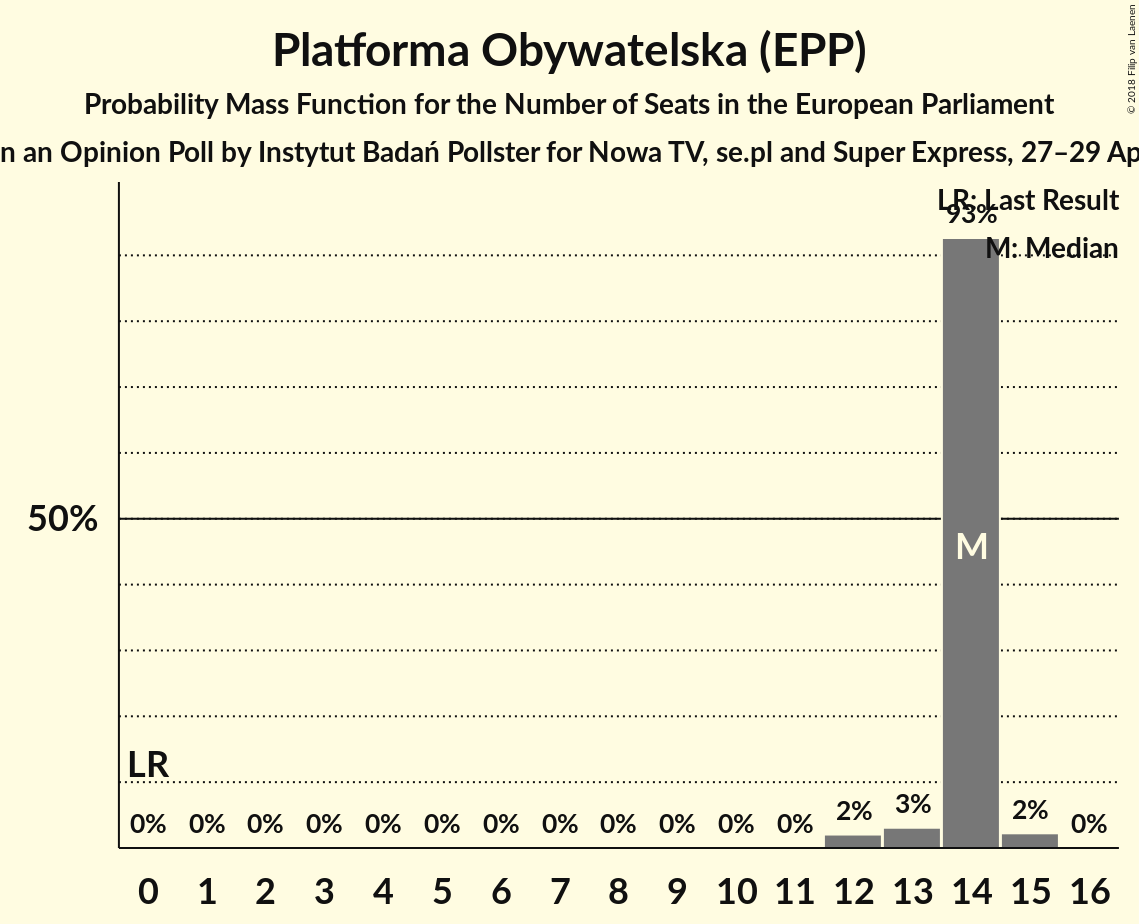 Platforma Obywatelska (EPP)
Probability Mass Function for the Number of Seats in the European Parliament
n an Opinion Poll by Instytut Badań Pollster for Nowa TV, se.pl and Super Express, 27–29 Ap
© 2018 Filip van Laenen
LR: Last Result
M: Median
93%
50%
M
LR
0% 0% 0% 0% 0% 0% 0% 0% 0% 0% 0% 0% 2% 3% 2% 0%
0 1 2 3 4 5 6 7 8 9 10 11 12 13 14 15 16